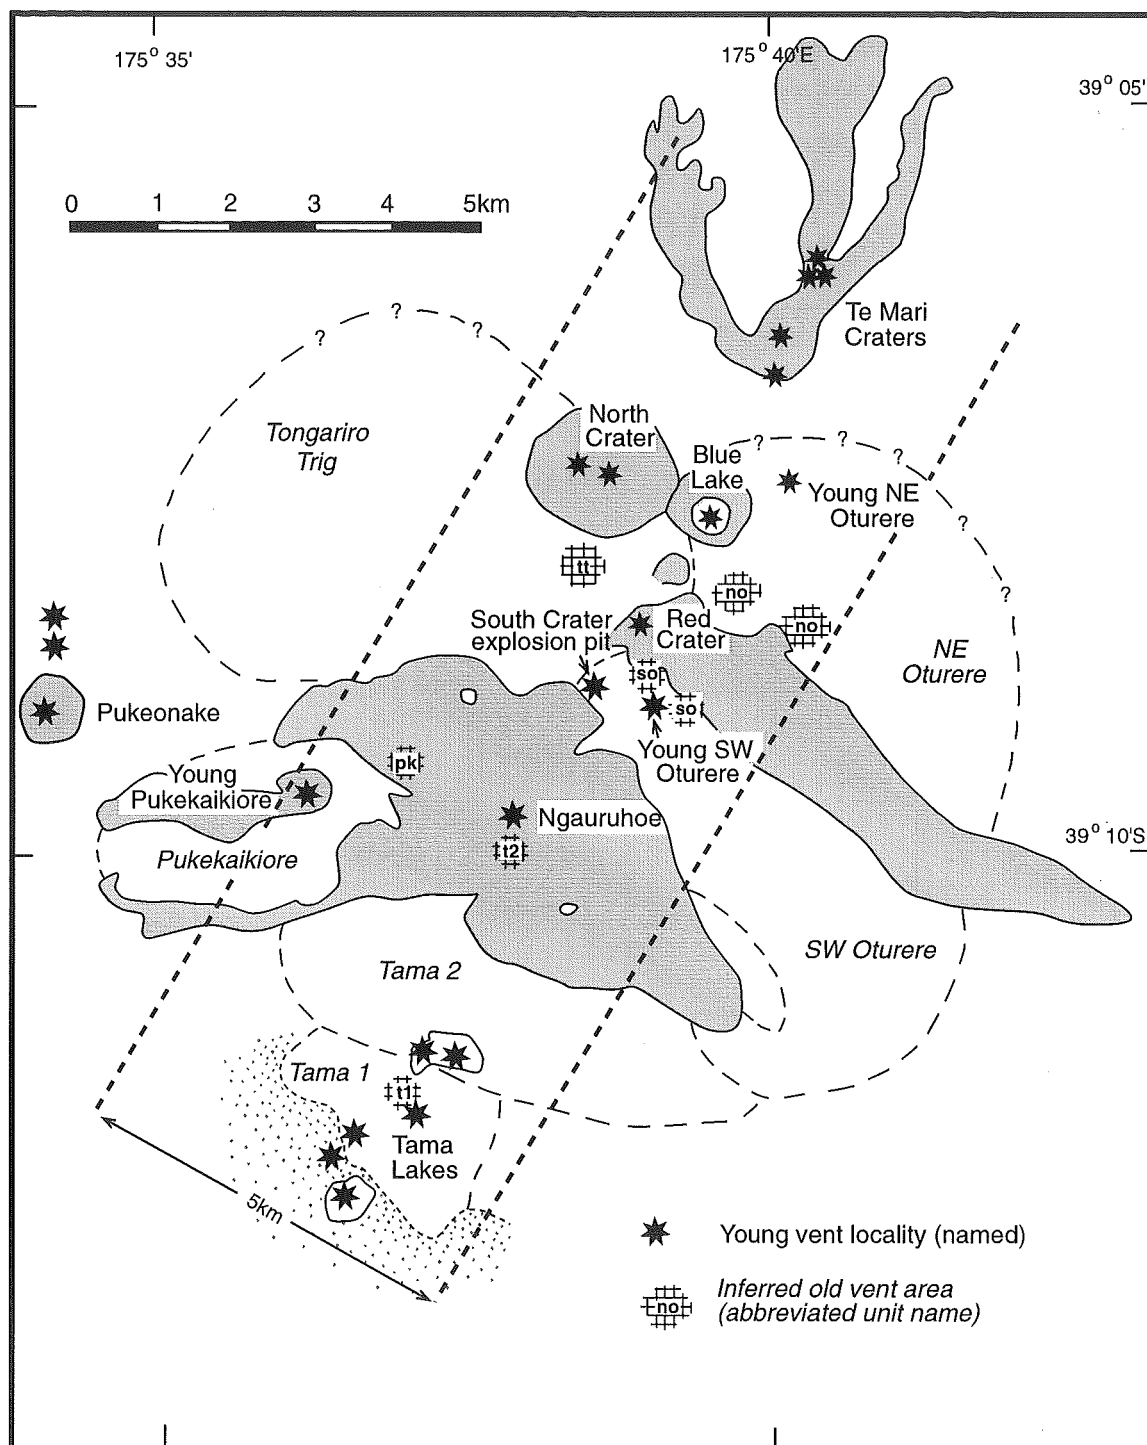 175° 35'
175° 40'E
39° 05'
0 1 2 3 4 5km
Te Mari
Craters
? ? ?
Tongariro
Trig
North
Crater
Blue
Lake
? ? ? ? ?
Young NE
Oturere
tt
no
no
South Crater
explosion pit
Red
Crater
NE
Oturere
so
so
Pukeonake
Young SW
Oturere
pk
Young
Pukekaikiore
Ngauruhoe
39° 10'S
t2
Pukekaikiore
SW Oturere
Tama 2
Tama 1
t1
Tama
Lakes
5km
Young vent locality (named)
no
Inferred old vent area
(abbreviated unit name)